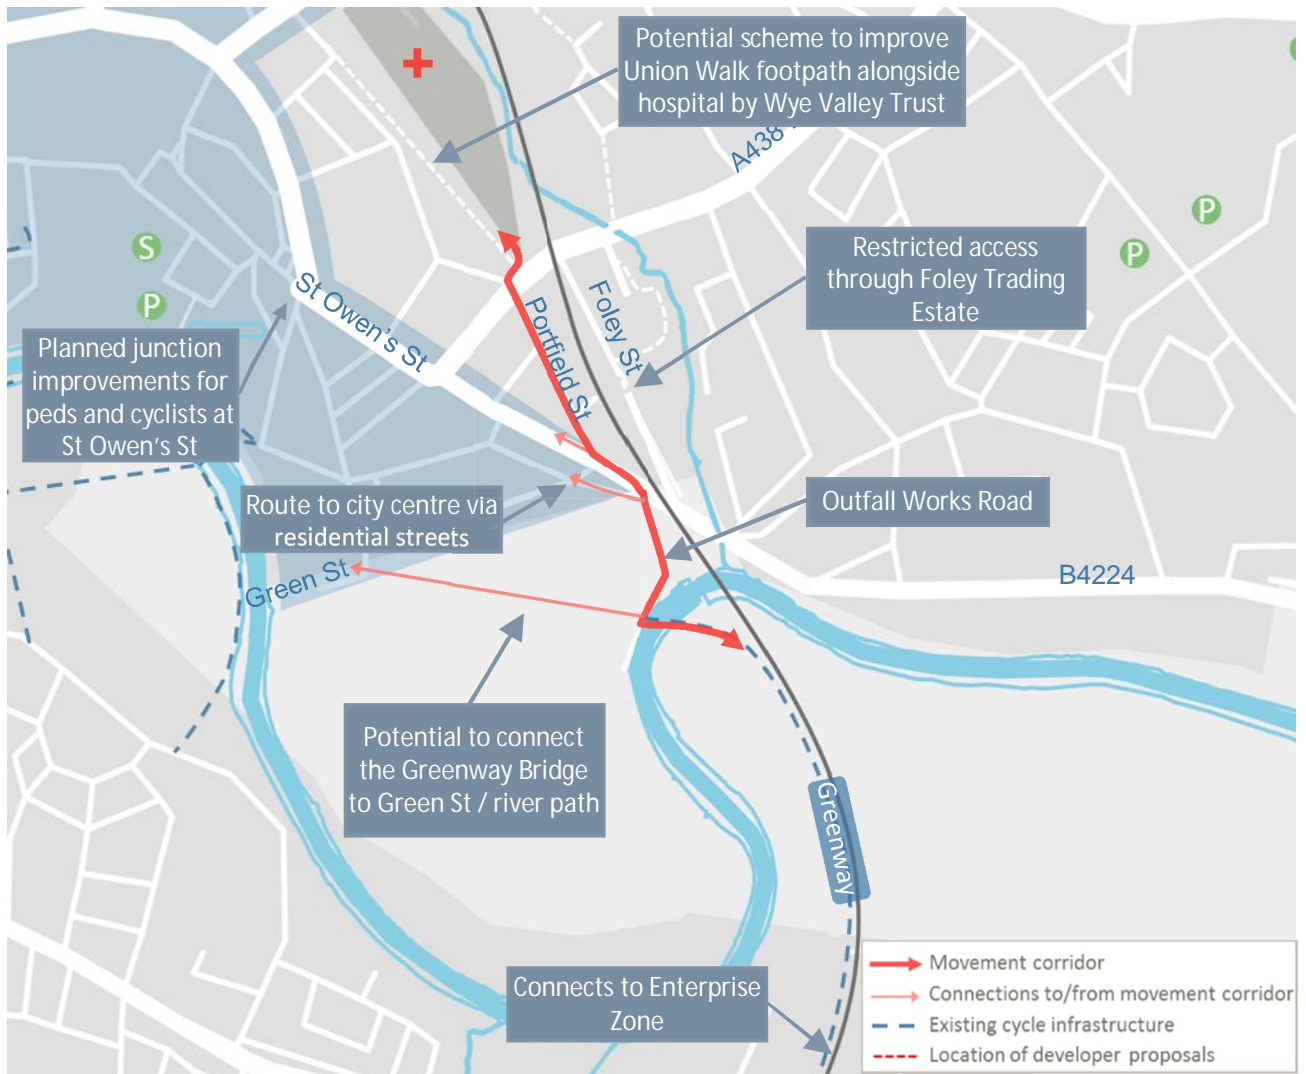 Potential scheme to improve
Union Walk footpath alongside
hospital by Wye Valley Trust
A438
P
P
S
P
Restricted access
through Foley Trading
Estate
St Owen's St
Portfield St
Foley St
Planned junction
improvements for
peds and cyclists at
St Owen's St
Route to city centre via
residential streets
Outfall Works Road
Green St
B4224
Potential to connect
the Greenway Bridge
to Green St / river path
Greenway
Connects to Enterprise
Zone
Movement corridor
Connections to/from movement corridor
Existing cycle infrastructure
Location of developer proposals